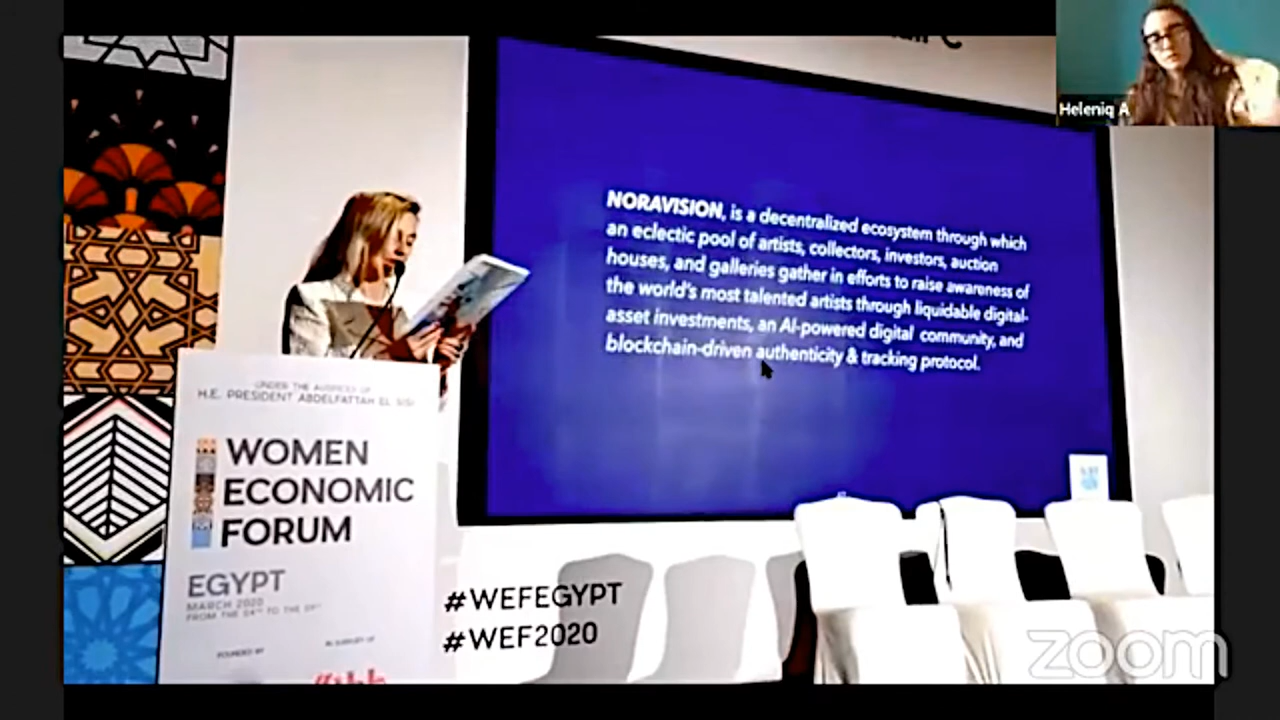 Heleniq A
NORAVISION, is a decentralized ecosystem through which
an eclectic pool of artists, collectors, investors, auction
houses, and galleries gather in efforts to raise awareness of
the world's most talented artists through liquidable digital-
asset investments, an AI-powered digital community, and
blockchain-driven authenticity & tracking protocol.
UNDER THE AUSPICES OF
H.E. PRESIDENT ABDELFATTAH EL SISI
WOMEN
ECONOMIC
FORUM
EGYPT
MARCH 2020
FOUNDED BY
#WEFEGYPT
#WEF2020
zoom